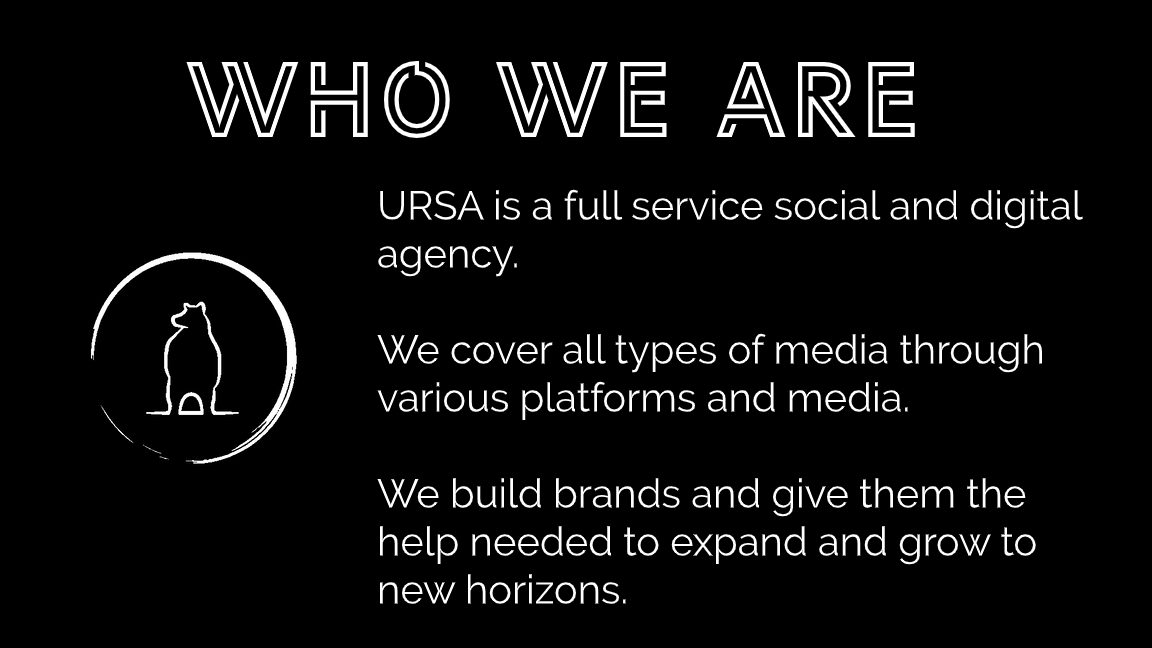 WHO WE ARE
URSA is a full service social and digital
agency.
We cover all types of media through
various platforms and media.
We build brands and give them the
help needed to expand and grow to
new horizons.